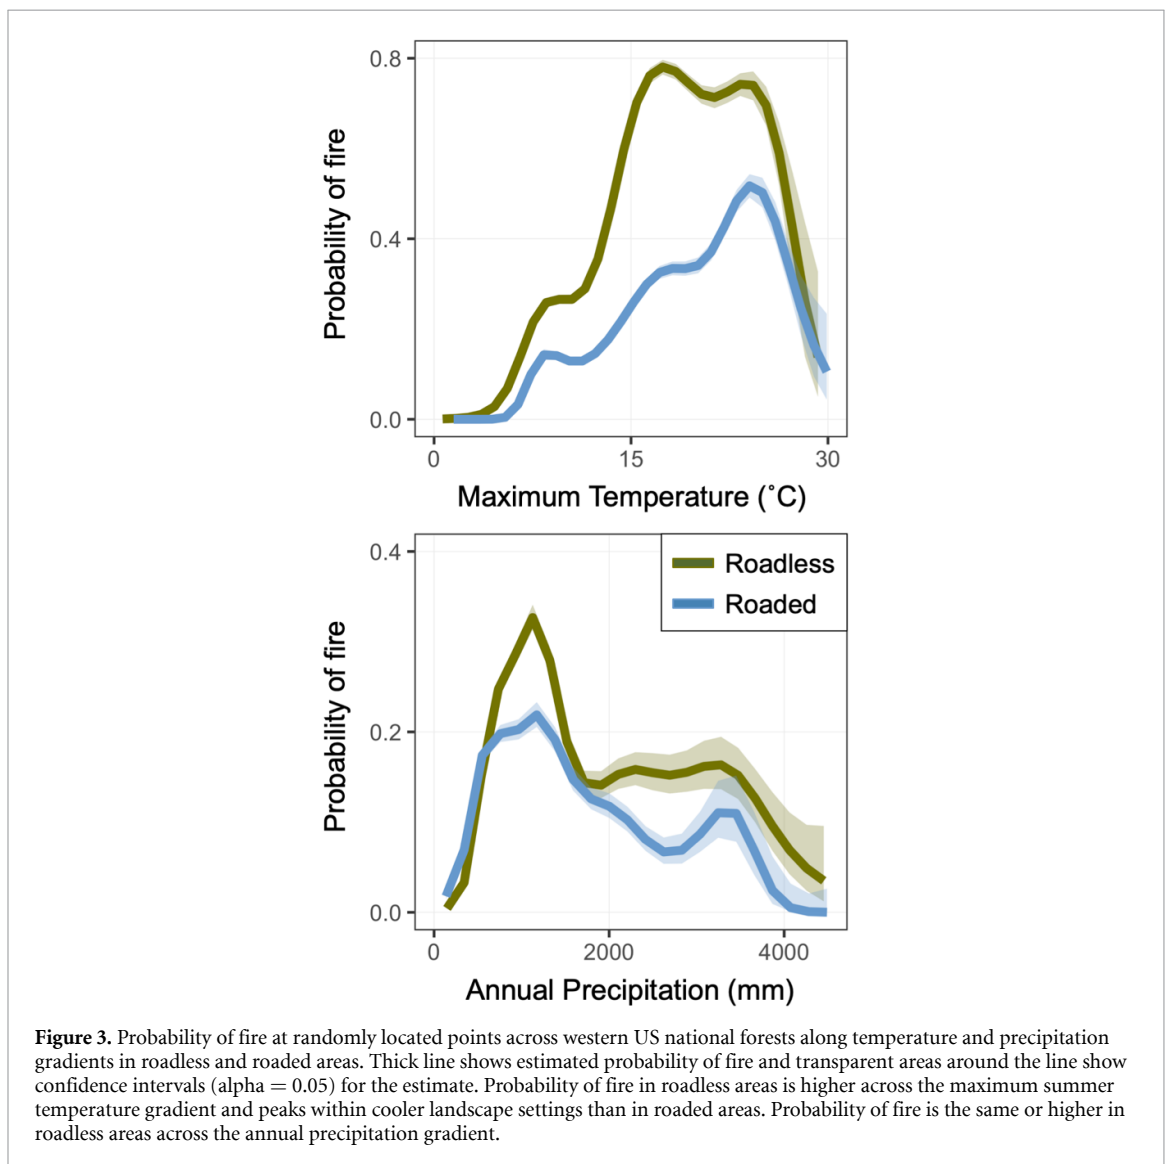 0.8
0.4
0.0
Probability of fire
0
15
30
Maximum Temperature (˚C)
Roadless
Roaded
0.4
0.2
0.0
Probability of fire
0
2000
4000
Annual Precipitation (mm)
Figure 3. Probability of fire at randomly located points across western US national forests along temperature and precipitation
gradients in roadless and roaded areas. Thick line shows estimated probability of fire and transparent areas around the line show
confidence intervals (alpha = 0.05) for the estimate. Probability of fire in roadless areas is higher across the maximum summer
temperature gradient and peaks within cooler landscape settings than in roaded areas. Probability of fire is the same or higher in
roadless areas across the annual precipitation gradient.